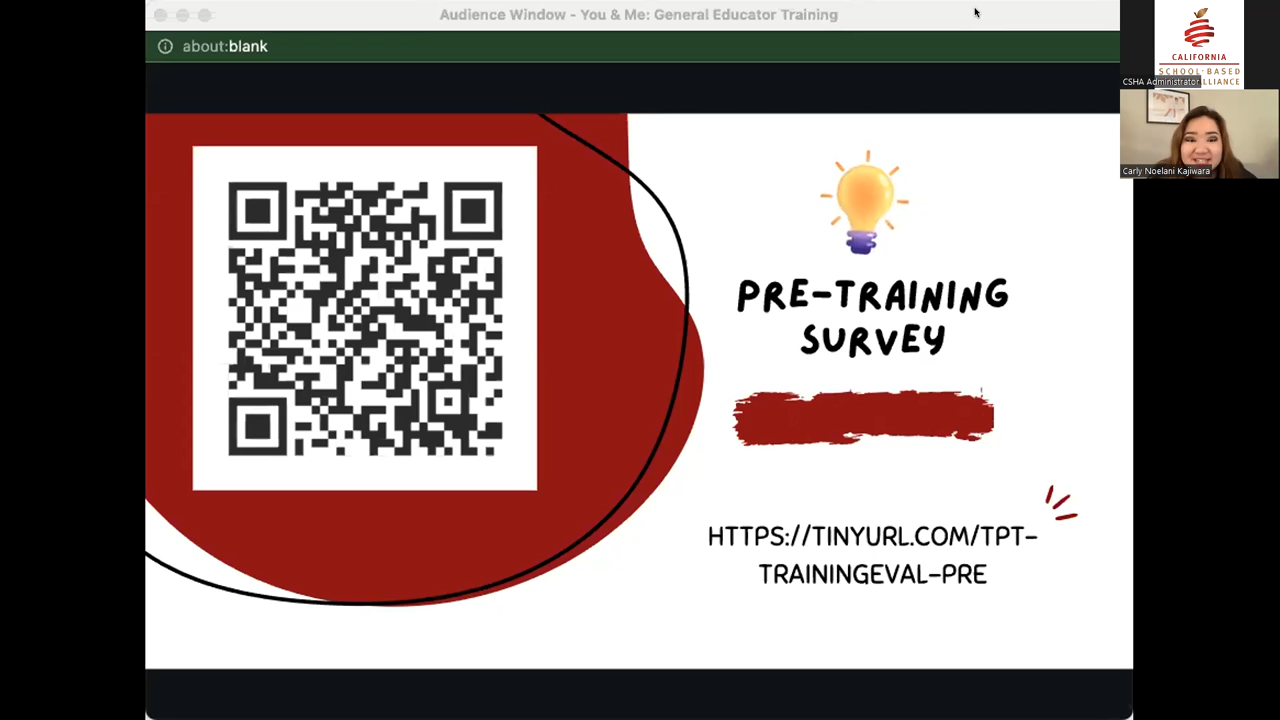 Audience Window - You & Me: General Educator Training
about:blank
CALIFORNIA
SCHOOL-BASED
LLIANCE
CSHA Administrator
Carly Noelani Kajiwara
PRE-TRAINING
SURVEY
HTTPS://TINYURL.COM/TPT-
TRAININGEVAL-PRE